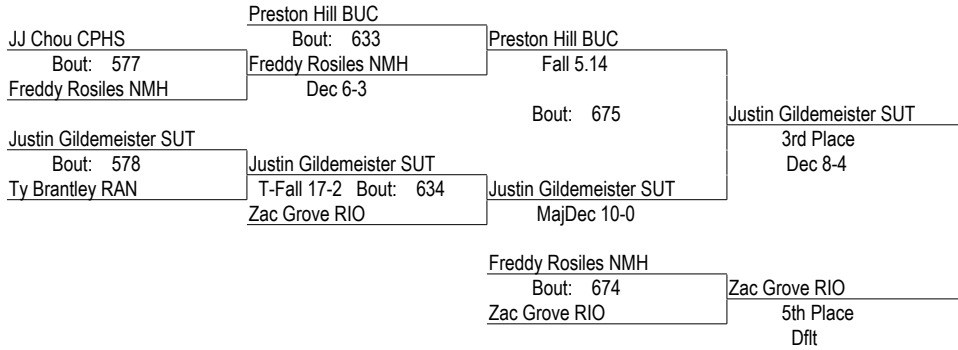 Preston Hill BUC
JJ Chou CPHS
Bout: 633
Preston Hill BUC
Bout: 577
Freddy Rosiles NMH
Fall 5.14
Freddy Rosiles NMH
Dec 6-3
Bout: 675
Justin Gildemeister SUT
Justin Gildemeister SUT
3rd Place
Bout: 578
Justin Gildemeister SUT
Dec 8-4
Ty Brantley RAN
T-Fall 17-2 Bout: 634
Justin Gildemeister SUT
Zac Grove RIO
MajDec 10-0
Freddy Rosiles NMH
Bout: 674
Zac Grove RIO
Zac Grove RIO
5th Place
Dflt